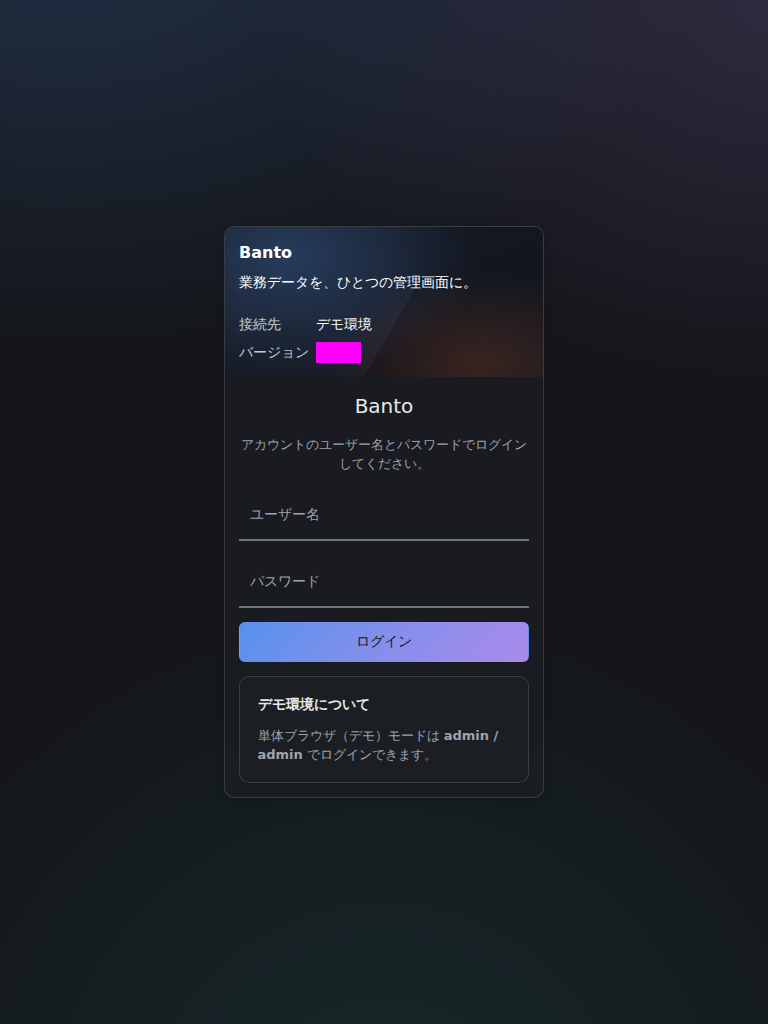 Banto
業務データを、ひとつの管理画面に。
接続先 デモ環境
バージョン
Banto
アカウントのユーザー名とパスワードでログイン
してください。
ユーザー名
パスワード
ログイン
デモ環境について
単体ブラウザ（デモ）モードは admin /
admin でログインできます。